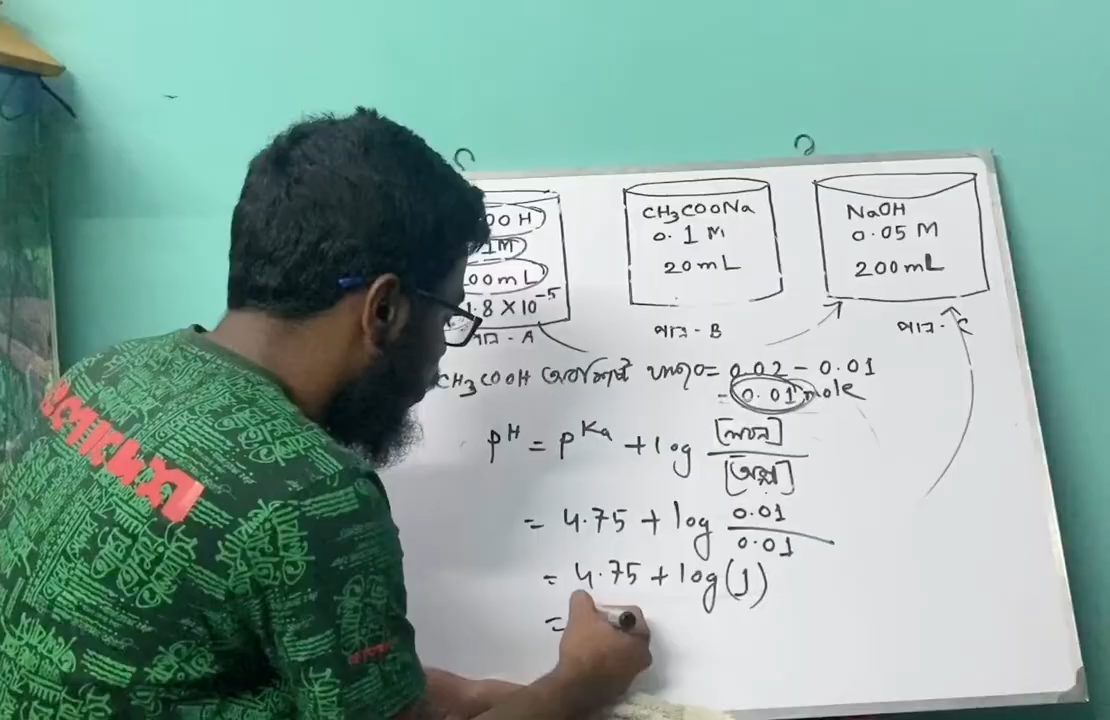 OOH
1M
00mL
1.8 X 10⁻⁵
পাত্র - A
CH₃COONa
0.1 M
20mL
পাত্র - B
NaOH
0.05 M
200mL
পাত্র - C
CH₃COOH অবশিষ্ট থাকে = 0.02 - 0.01
= 0.01 mole
pH = pKa + log [লবণ]/[অম্ল]
= 4.75 + log 0.01/0.01
= 4.75 + log(1)
=